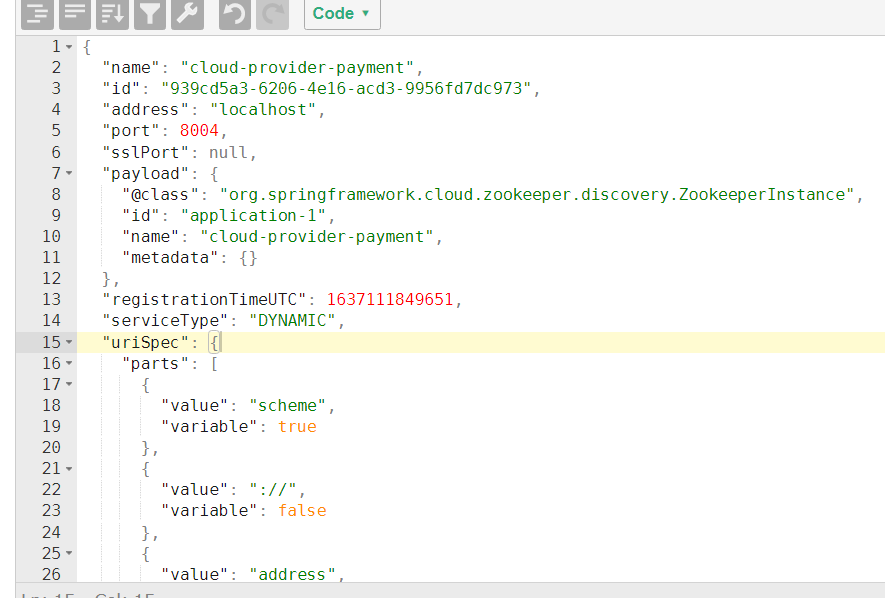 Code ▾
1 {
2 "name": "cloud-provider-payment",
3 "id": "939cd5a3-6206-4e16-acd3-9956fd7dc973",
4 "address": "localhost",
5 "port": 8004,
6 "sslPort": null,
7 "payload": {
8 "@class": "org.springframework.cloud.zookeeper.discovery.ZookeeperInstance",
9 "id": "application-1",
10 "name": "cloud-provider-payment",
11 "metadata": {}
12 },
13 "registrationTimeUTC": 1637111849651,
14 "serviceType": "DYNAMIC",
15 "uriSpec": {
16 "parts": [
17 {
18 "value": "scheme",
19 "variable": true
20 },
21 {
22 "value": "://",
23 "variable": false
24 },
25 {
26 "value": "address",